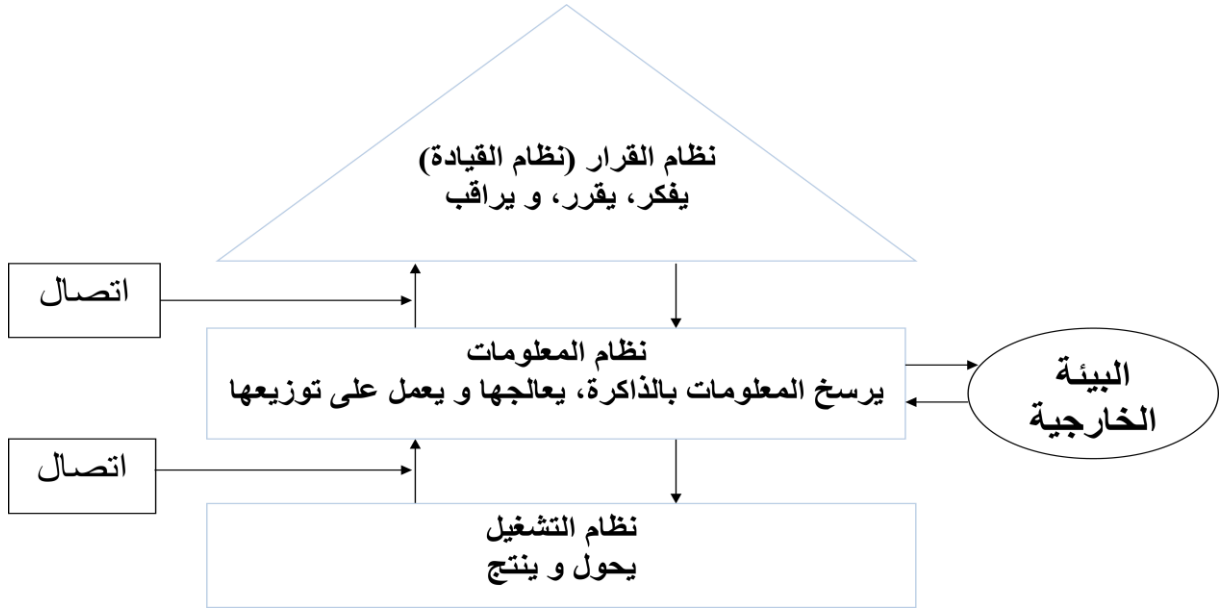 نظام القرار (نظام القيادة)
يفكر، يقرر، و يراقب
اتصال
نظام المعلومات
يرسخ المعلومات بالذاكرة، يعالجها و يعمل على توزيعها
البيئة
الخارجية
اتصال
نظام التشغيل
يحول و ينتج